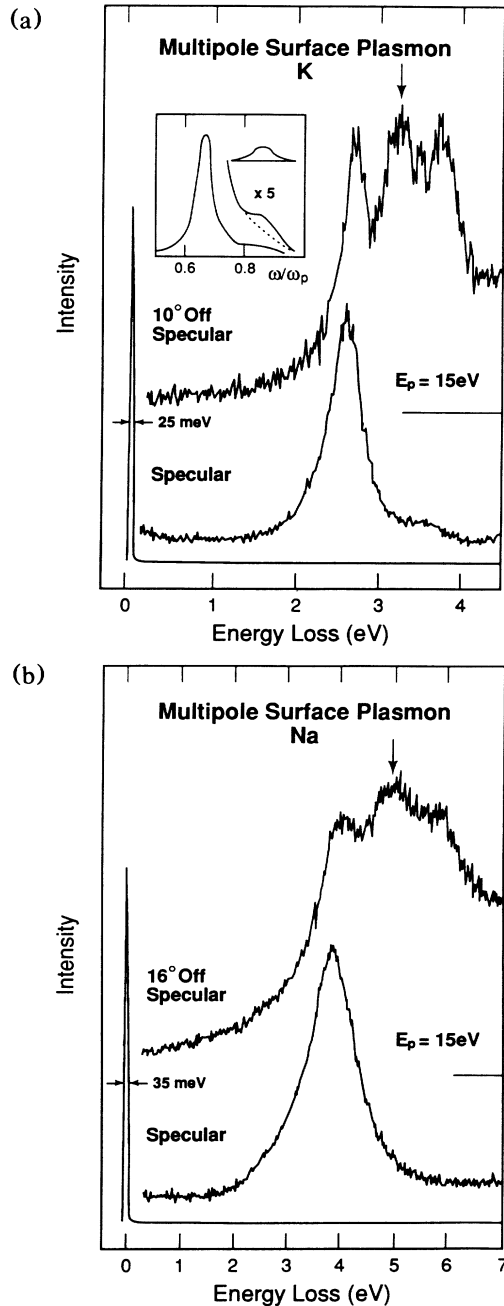 (a)
Multipole Surface Plasmon
K
x 5
0.6 0.8 ω/ωp
10° Off
Specular
Ep = 15eV
25 meV
Specular
Intensity
0 1 2 3 4
Energy Loss (eV)
(b)
Multipole Surface Plasmon
Na
16° Off
Specular
Ep = 15eV
35 meV
Specular
Intensity
0 1 2 3 4 5 6 7
Energy Loss (eV)